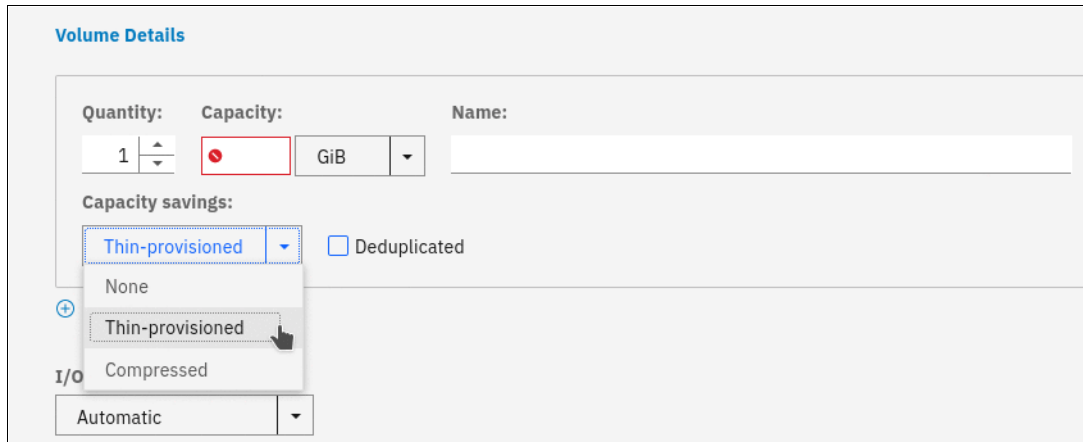 Volume Details
Quantity: Capacity: Name:
1 GiB
Capacity savings:
Thin-provisioned Deduplicated
None
Thin-provisioned
Compressed
I/O
Automatic